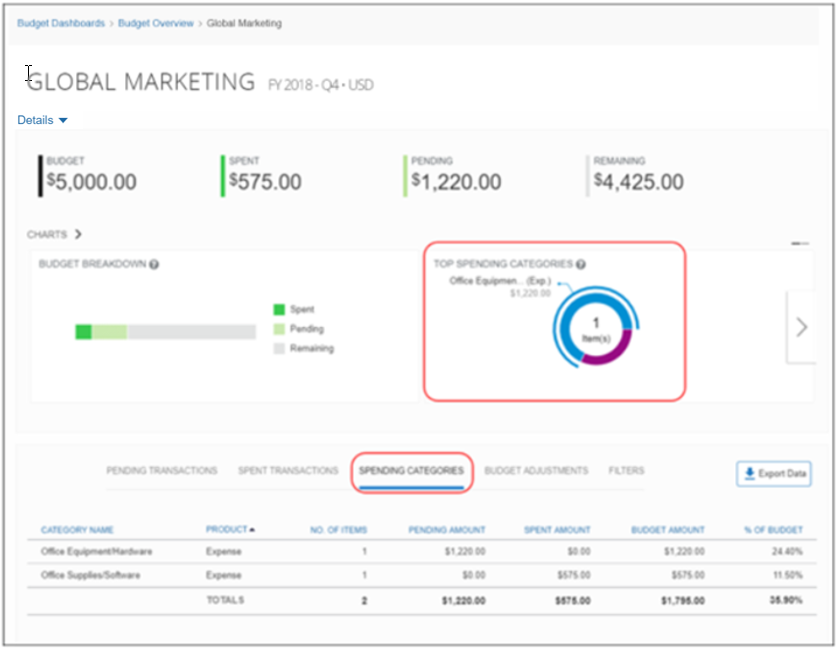 Budget Dashboards > Budget Overview > Global Marketing
GLOBAL MARKETING FY 2018 - Q4 • USD
Details
BUDGET SPENT PENDING REMAINING
$5,000.00 $575.00 $1,220.00 $4,425.00
CHARTS
BUDGET BREAKDOWN TOP SPENDING CATEGORIES
Office Equipmen... (Exp.)
$1,220.00
Spent
Pending
Remaining
1
Item(s)
PENDING TRANSACTIONS SPENT TRANSACTIONS SPENDING CATEGORIES BUDGET ADJUSTMENTS FILTERS Export Data
CATEGORY NAME PRODUCT NO. OF ITEMS PENDING AMOUNT SPENT AMOUNT BUDGET AMOUNT % OF BUDGET
Office Equipment/Hardware Expense 1 $1,220.00 $0.00 $1,220.00 24.40%
Office Supplies/Software Expense 1 $0.00 $575.00 $575.00 11.50%
TOTALS 2 $1,220.00 $575.00 $1,795.00 35.90%